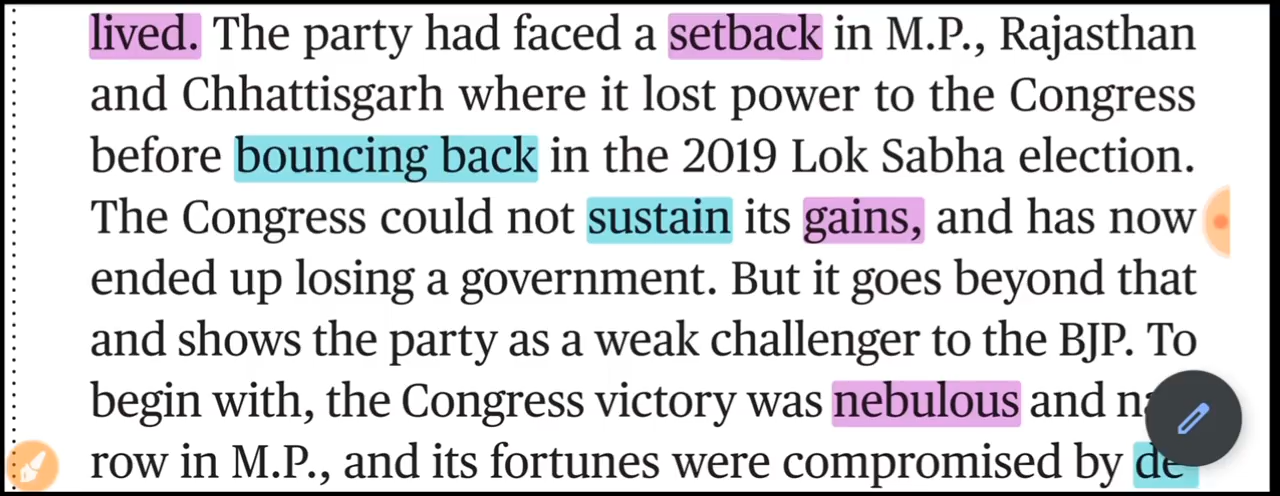 lived. The party had faced a setback in M.P., Rajasthan
and Chhattisgarh where it lost power to the Congress
before bouncing back in the 2019 Lok Sabha election.
The Congress could not sustain its gains, and has now
ended up losing a government. But it goes beyond that
and shows the party as a weak challenger to the BJP. To
begin with, the Congress victory was nebulous and
row in M.P., and its fortunes were compromised by